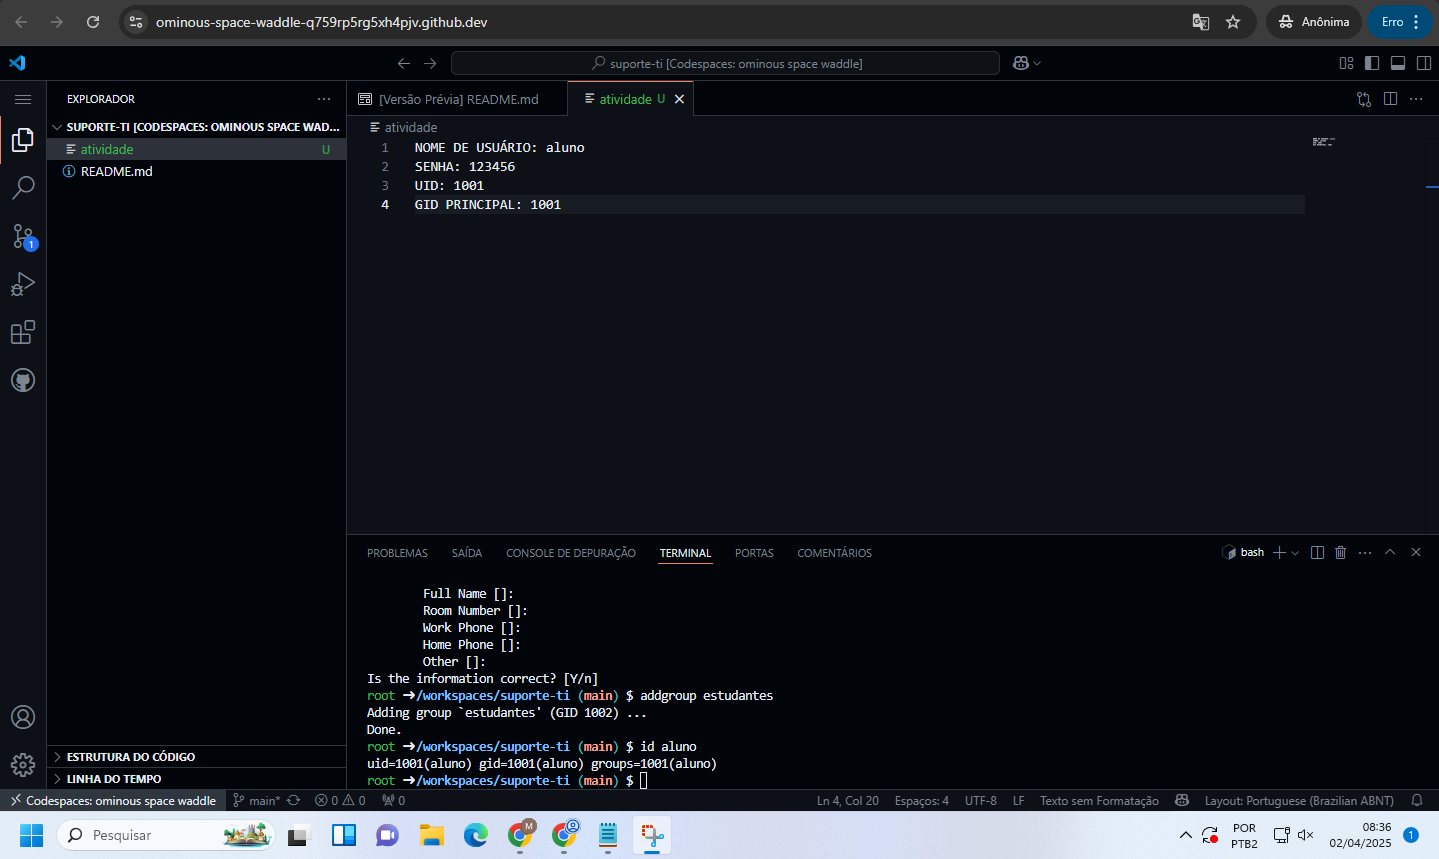 ominous-space-waddle-q759rp5rg5xh4pjv.github.dev
Anônima
Erro
suporte-ti [Codespaces: ominous space waddle]
EXPLORADOR
[Versão Prévia] README.md
atividade U
SUPORTE-TI [CODESPACES: OMINOUS SPACE WAD...
atividade U
README.md
atividade
1 NOME DE USUÁRIO: aluno
2 SENHA: 123456
3 UID: 1001
4 GID PRINCIPAL: 1001
1
PROBLEMAS SAÍDA CONSOLE DE DEPURAÇÃO TERMINAL PORTAS COMENTÁRIOS
bash
Full Name []:
Room Number []:
Work Phone []:
Home Phone []:
Other []:
Is the information correct? [Y/n]
root ➜/workspaces/suporte-ti (main) $ addgroup estudantes
Adding group `estudantes' (GID 1002) ...
Done.
root ➜/workspaces/suporte-ti (main) $ id aluno
uid=1001(aluno) gid=1001(aluno) groups=1001(aluno)
root ➜/workspaces/suporte-ti (main) $
ESTRUTURA DO CÓDIGO
LINHA DO TEMPO
Codespaces: ominous space waddle main* 0 0 0 Ln 4, Col 20 Espaços: 4 UTF-8 LF Texto sem Formatação Layout: Portuguese (Brazilian ABNT)
Pesquisar
M
POR
PTB2
08:36
02/04/2025
1